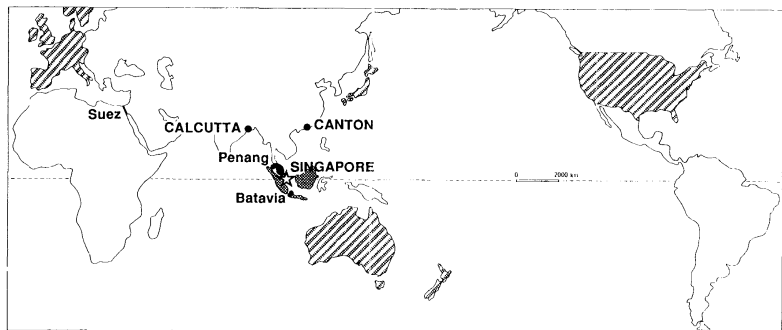 Suez
CALCUTTA
CANTON
Penang
SINGAPORE
0 2000 km
Batavia